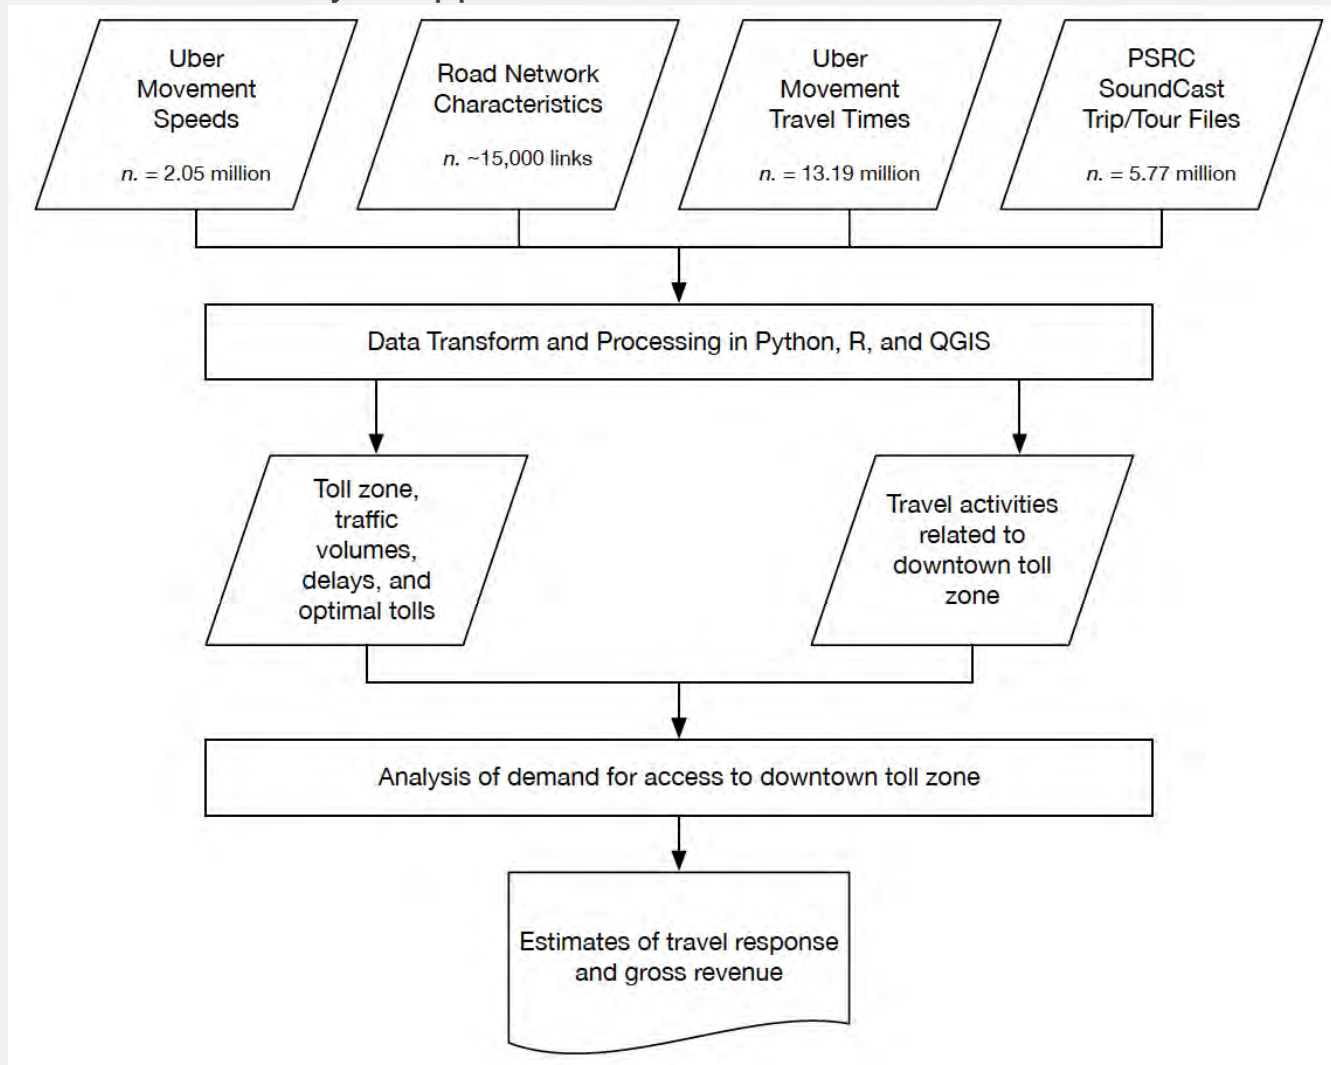 Uber
Movement
Speeds
n. = 2.05 million
Road Network
Characteristics
n. ~15,000 links
Uber
Movement
Travel Times
n. = 13.19 million
PSRC
SoundCast
Trip/Tour Files
n. = 5.77 million
Data Transform and Processing in Python, R, and QGIS
Toll zone,
traffic
volumes,
delays, and
optimal tolls
Travel activities
related to
downtown toll
zone
Analysis of demand for access to downtown toll zone
Estimates of travel response
and gross revenue